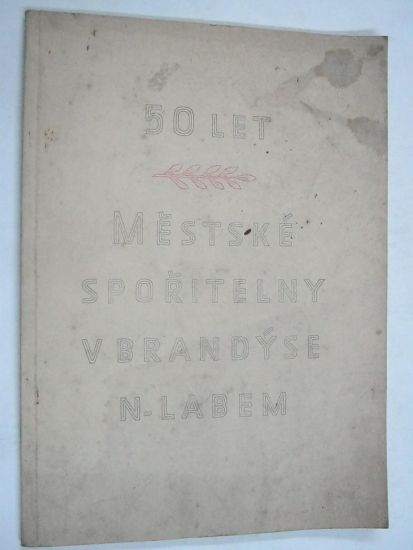 50 LET
MĚSTSKÉ
SPOŘITELNY
V BRANDÝSE
N-LABEM